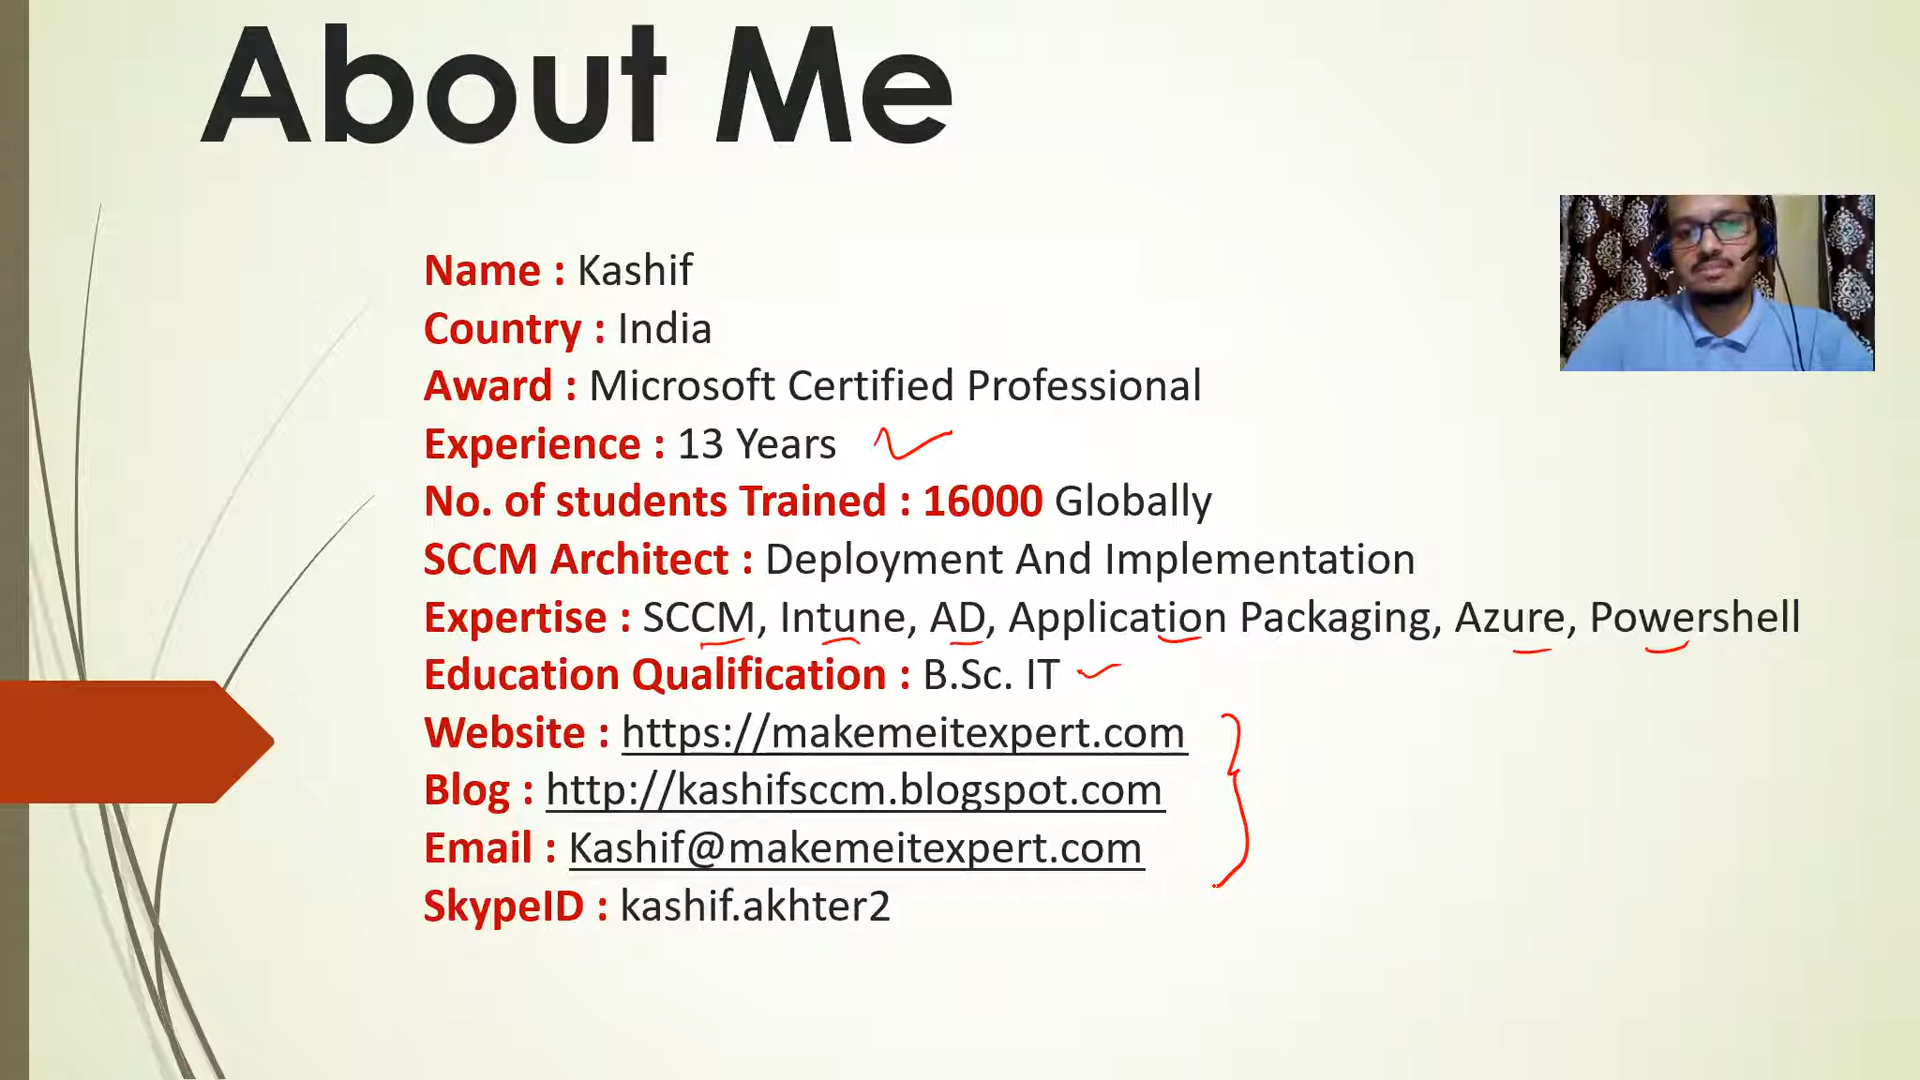 About Me
Name : Kashif
Country : India
Award : Microsoft Certified Professional
Experience : 13 Years
No. of students Trained : 16000 Globally
SCCM Architect : Deployment And Implementation
Expertise : SCCM, Intune, AD, Application Packaging, Azure, Powershell
Education Qualification : B.Sc. IT
Website : https://makemeitexpert.com
Blog : http://kashifsccm.blogspot.com
Email : Kashif@makemeitexpert.com
SkypeID : kashif.akhter2